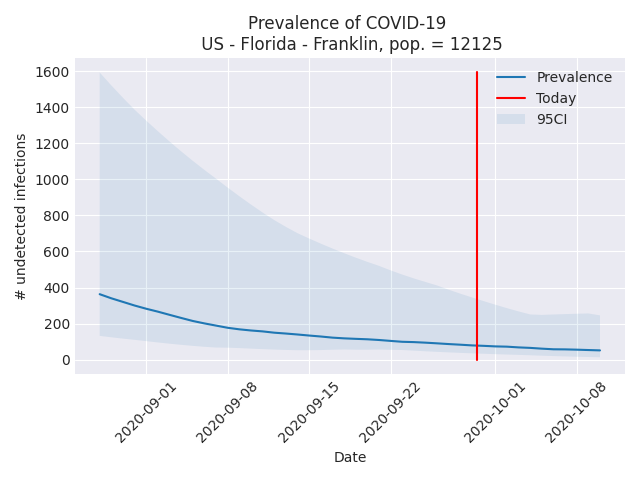 Prevalence of COVID-19
US - Florida - Franklin, pop. = 12125
Prevalence
Today
95CI
1600
1400
1200
1000
800
600
400
200
0
# undetected infections
2020-09-01
2020-09-08
2020-09-15
2020-09-22
2020-10-01
2020-10-08
Date